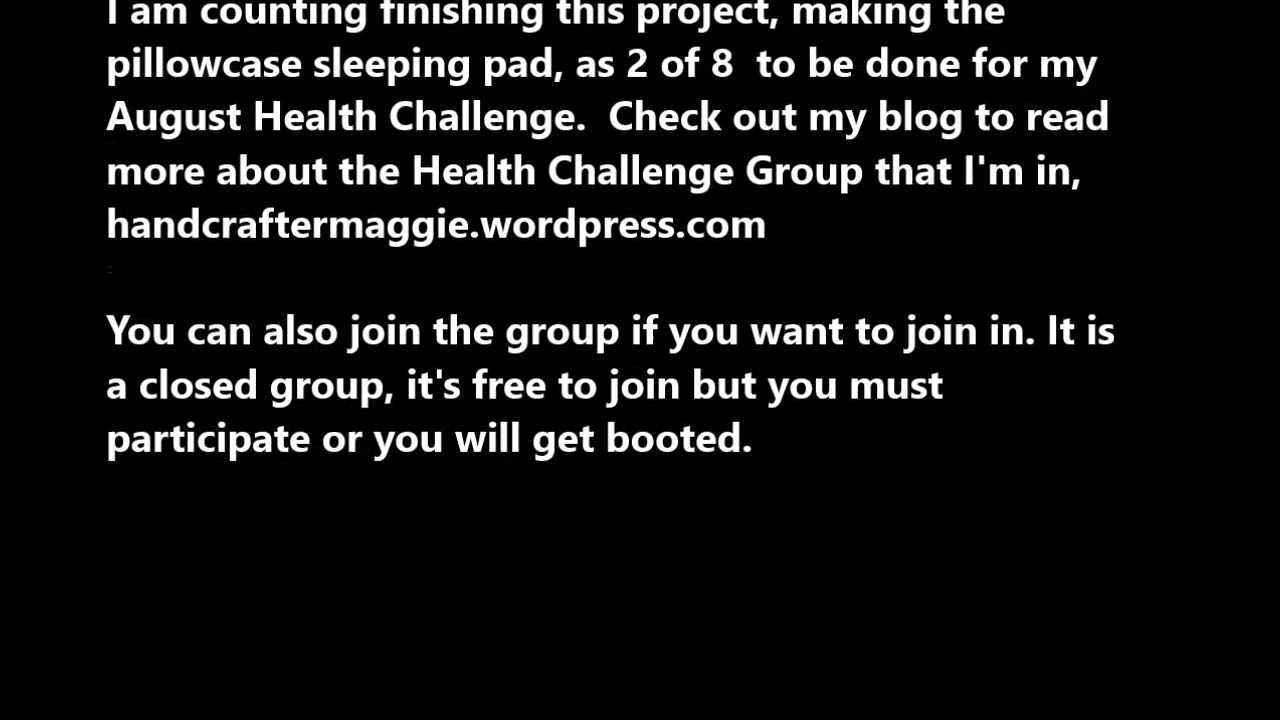 I am counting finishing this project, making the
pillowcase sleeping pad, as 2 of 8  to be done for my
August Health Challenge.  Check out my blog to read
more about the Health Challenge Group that I'm in,
handcraftermaggie.wordpress.com
You can also join the group if you want to join in. It is
a closed group, it's free to join but you must
participate or you will get booted.